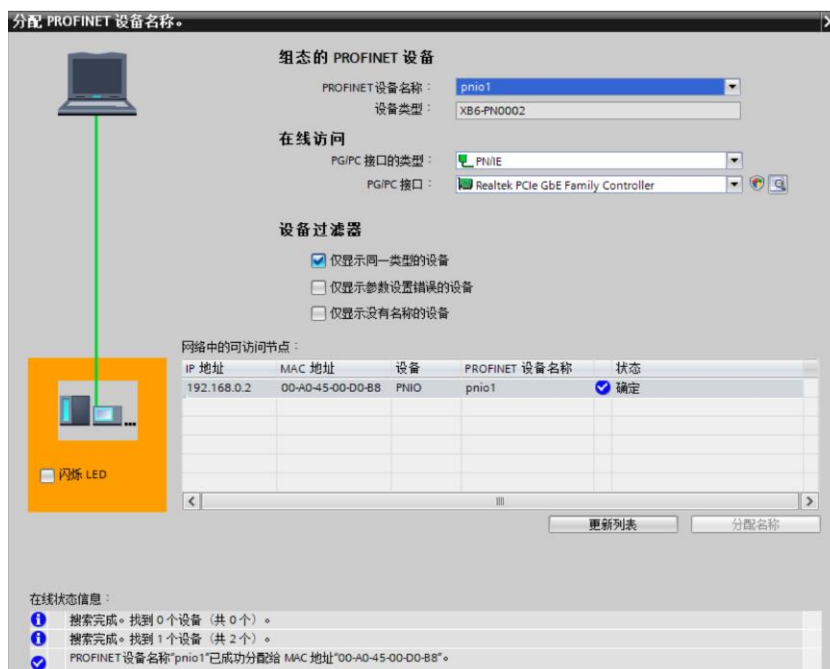 分配 PROFINET 设备名称。
组态的 PROFINET 设备
PROFINET设备名称: pnio1
设备类型: XB6-PN0002
在线访问
PG/PC 接口的类型: PN/IE
PG/PC 接口: Realtek PCIe GbE Family Controller
设备过滤器
仅显示同一类型的设备
仅显示参数设置错误的设备
仅显示没有名称的设备
网络中的可访问节点:
IP 地址 MAC 地址 设备 PROFINET 设备名称 状态
192.168.0.2 00-A0-45-00-D0-B8 PNIO pnio1 确定
闪烁 LED
更新列表 分配名称
在线状态信息:
搜索完成。找到 0 个设备（共 0 个）。
搜索完成。找到 1 个设备（共 2 个）。
PROFINET设备名称"pnio1"已成功分配给 MAC 地址"00-A0-45-00-D0-B8"。